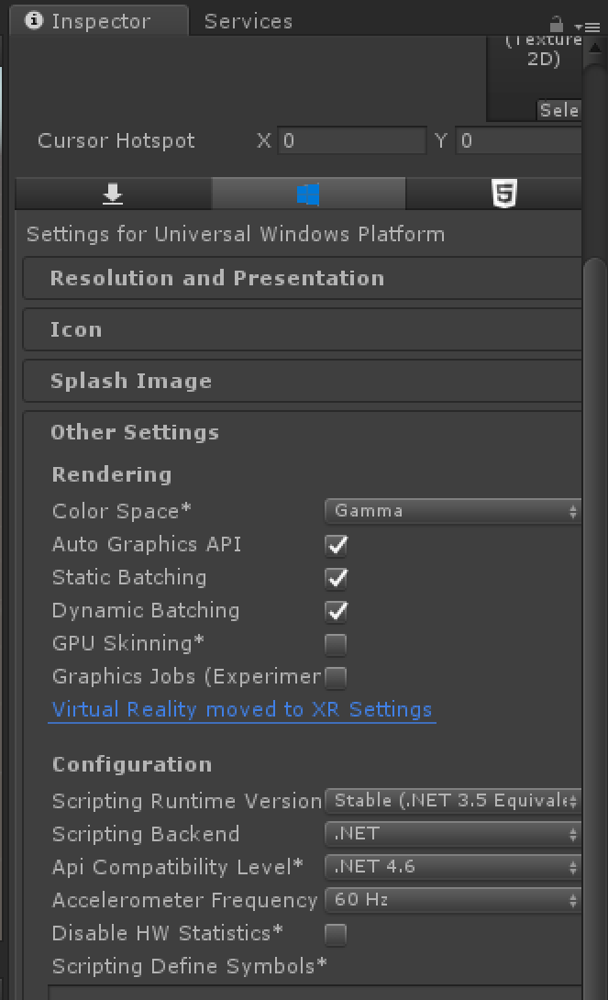 Inspector
Services
(Texture
2D)
Sele
Cursor Hotspot X 0 Y 0
5
Settings for Universal Windows Platform
Resolution and Presentation
Icon
Splash Image
Other Settings
Rendering
Color Space* Gamma
Auto Graphics API
Static Batching
Dynamic Batching
GPU Skinning*
Graphics Jobs (Experimer
Virtual Reality moved to XR Settings
Configuration
Scripting Runtime Version Stable (.NET 3.5 Equivale
Scripting Backend .NET
Api Compatibility Level* .NET 4.6
Accelerometer Frequency 60 Hz
Disable HW Statistics*
Scripting Define Symbols*